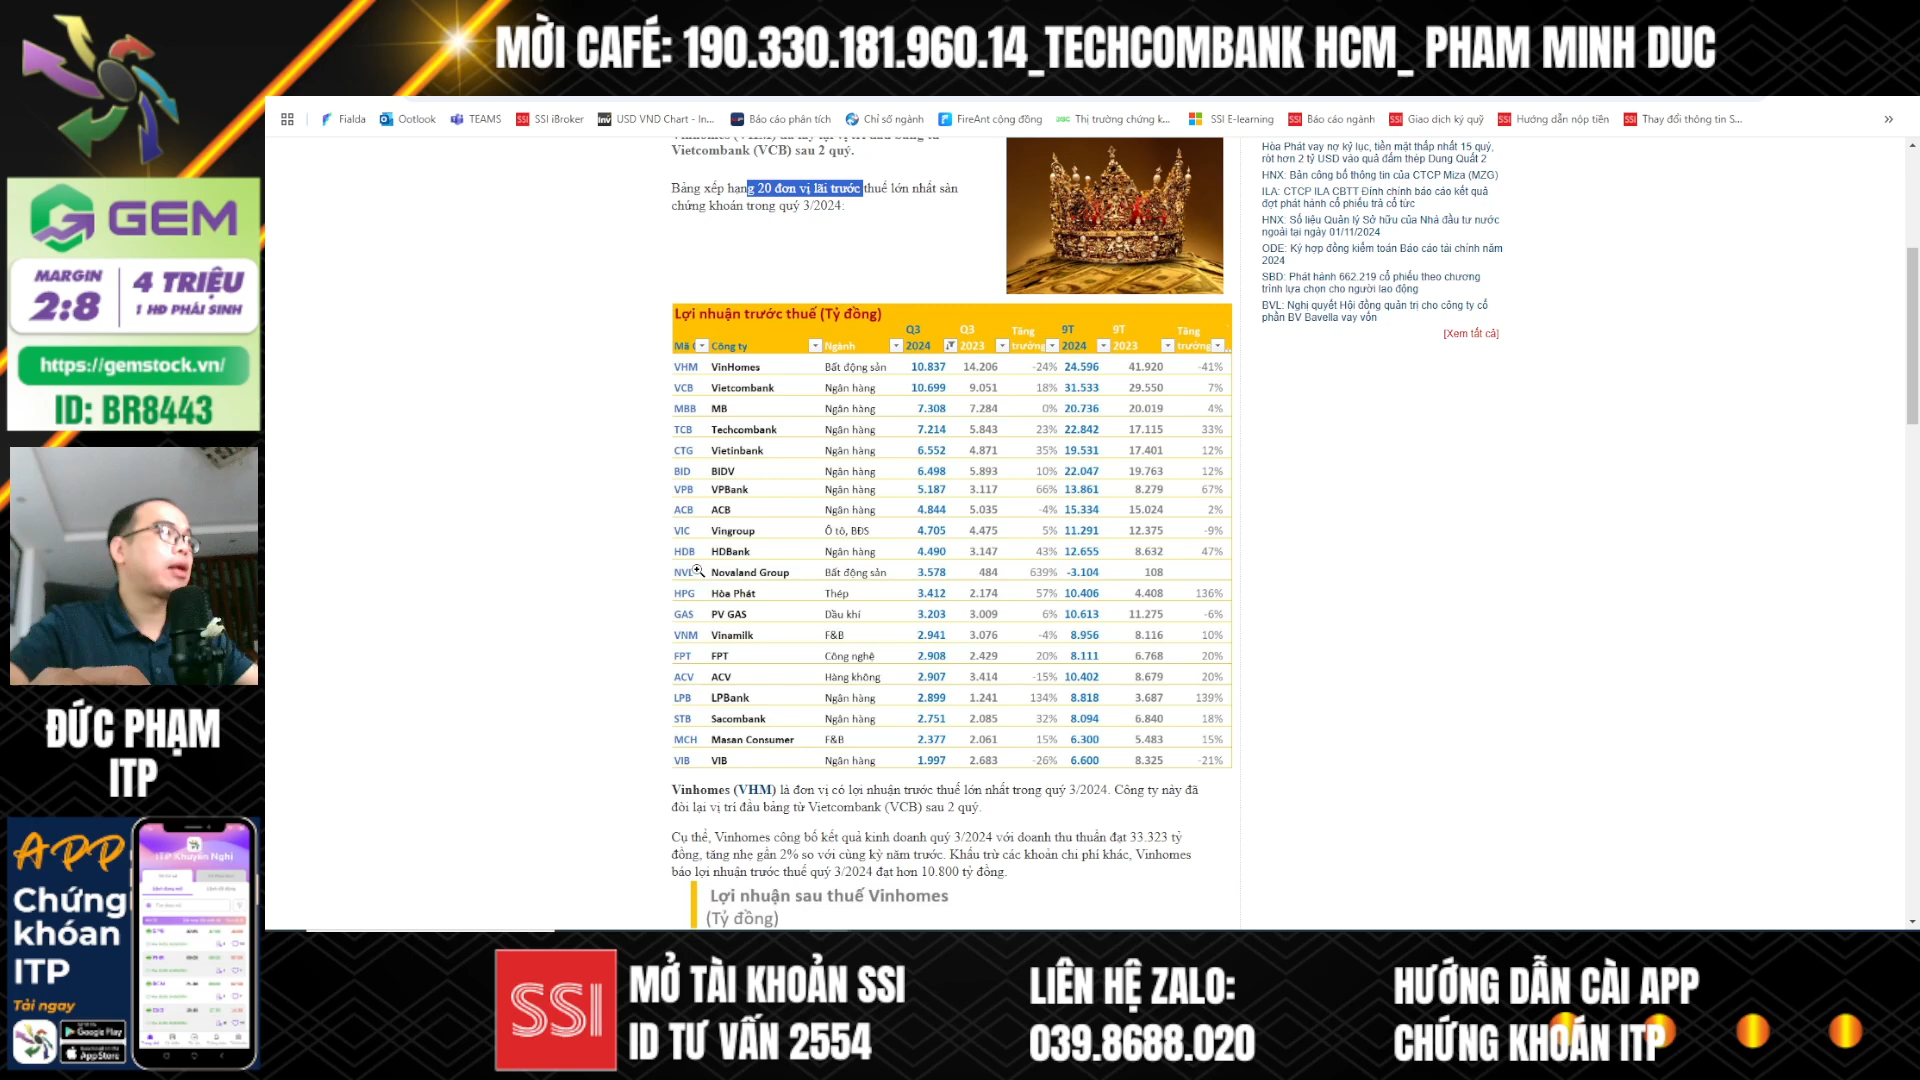 MỜI CAFÉ: 190.330.181.960.14_TECHCOMBANK HCM_ PHAM MINH DUC
Fialda
Ootlook
TEAMS
SSI iBroker
USD VND Chart - In...
Báo cáo phân tích
Chỉ số ngành
FireAnt cộng đồng
Thị trường chứng k...
SSI E-learning
Báo cáo ngành
Giao dịch ký quỹ
Hướng dẫn nộp tiền
Thay đổi thông tin S...
»
Vietcombank (VCB) sau 2 quý.
Bảng xếp hạng 20 đơn vị lãi trước thuế lớn nhất sàn
chứng khoán trong quý 3/2024:
Hòa Phát vay nợ kỷ lục, tiền mặt thấp nhất 15 quý,
rót hơn 2 tỷ USD vào quả đấm thép Dung Quất 2
HNX: Bản công bố thông tin của CTCP Miza (MZG)
ILA: CTCP ILA CBTT Đính chính báo cáo kết quả
đợt phát hành cổ phiếu trả cổ tức
HNX: Số liệu Quản lý Sở hữu của Nhà đầu tư nước
ngoài tại ngày 01/11/2024
ODE: Ký hợp đồng kiểm toán Báo cáo tài chính năm
2024
SBD: Phát hành 662.219 cổ phiếu theo chương
trình lựa chọn cho người lao động
BVL: Nghị quyết Hội đồng quản trị cho công ty cổ
phần BV Bavella vay vốn
[Xem tất cả]
Lợi nhuận trước thuế (Tỷ đồng)
Mã Công ty Ngành Q3 2024 Q3 2023 Tăng trưởng 9T 2024 9T 2023 Tăng trưởng
VHM VinHomes Bất động sản 10.837 14.206 -24% 24.596 41.920 -41%
VCB Vietcombank Ngân hàng 10.699 9.051 18% 31.533 29.550 7%
MBB MB Ngân hàng 7.308 7.284 0% 20.736 20.019 4%
TCB Techcombank Ngân hàng 7.214 5.843 23% 22.842 17.115 33%
CTG Vietinbank Ngân hàng 6.552 4.871 35% 19.531 17.401 12%
BID BIDV Ngân hàng 6.498 5.893 10% 22.047 19.763 12%
VPB VPBank Ngân hàng 5.187 3.117 66% 13.861 8.279 67%
ACB ACB Ngân hàng 4.844 5.035 -4% 15.334 15.024 2%
VIC Vingroup Ô tô, BĐS 4.705 4.475 5% 11.291 12.375 -9%
HDB HDBank Ngân hàng 4.490 3.147 43% 12.655 8.632 47%
NVL Novaland Group Bất động sản 3.578 484 639% -3.104 108
HPG Hòa Phát Thép 3.412 2.174 57% 10.406 4.408 136%
GAS PV GAS Dầu khí 3.203 3.009 6% 10.613 11.275 -6%
VNM Vinamilk F&B 2.941 3.076 -4% 8.956 8.116 10%
FPT FPT Công nghệ 2.908 2.429 20% 8.111 6.768 20%
ACV ACV Hàng không 2.907 3.414 -15% 10.402 8.679 20%
LPB LPBank Ngân hàng 2.899 1.241 134% 8.818 3.687 139%
STB Sacombank Ngân hàng 2.751 2.085 32% 8.094 6.840 18%
MCH Masan Consumer F&B 2.377 2.061 15% 6.300 5.483 15%
VIB VIB Ngân hàng 1.997 2.683 -26% 6.600 8.325 -21%
Vinhomes (VHM) là đơn vị có lợi nhuận trước thuế lớn nhất trong quý 3/2024. Công ty này đã
đòi lại vị trí đầu bảng từ Vietcombank (VCB) sau 2 quý.
Cụ thể, Vinhomes công bố kết quả kinh doanh quý 3/2024 với doanh thu thuần đạt 33.323 tỷ
đồng, tăng nhẹ gần 2% so với cùng kỳ năm trước. Khấu trừ các khoản chi phí khác, Vinhomes
báo lợi nhuận trước thuế quý 3/2024 đạt hơn 10.800 tỷ đồng.
Lợi nhuận sau thuế Vinhomes
(Tỷ đồng)
GEM
MARGIN
2:8
4 TRIỆU
1 HĐ PHÁI SINH
https://gemstock.vn/
ID: BR8443
ĐỨC PHẠM
ITP
APP
Chứng
khoán
ITP
Tải ngay
Google Play
App Store
ITP Khuyến Nghị
SSI
MỞ TÀI KHOẢN SSI
ID TƯ VẤN 2554
LIÊN HỆ ZALO:
039.8688.020
HƯỚNG DẪN CÀI APP
CHỨNG KHOÁN ITP